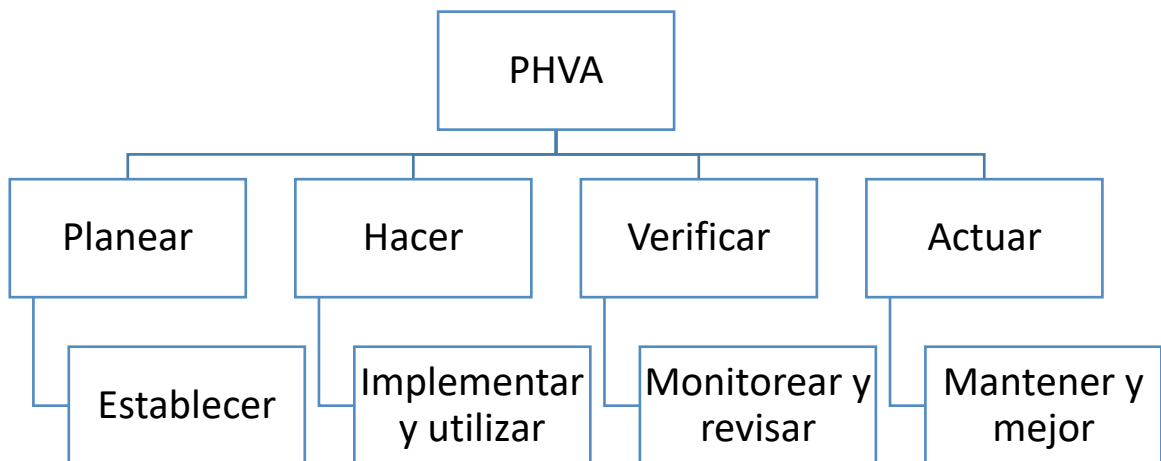 PHVA
Planear
Hacer
Verificar
Actuar
Establecer
Implementar
y utilizar
Monitorear y
revisar
Mantener y
mejor